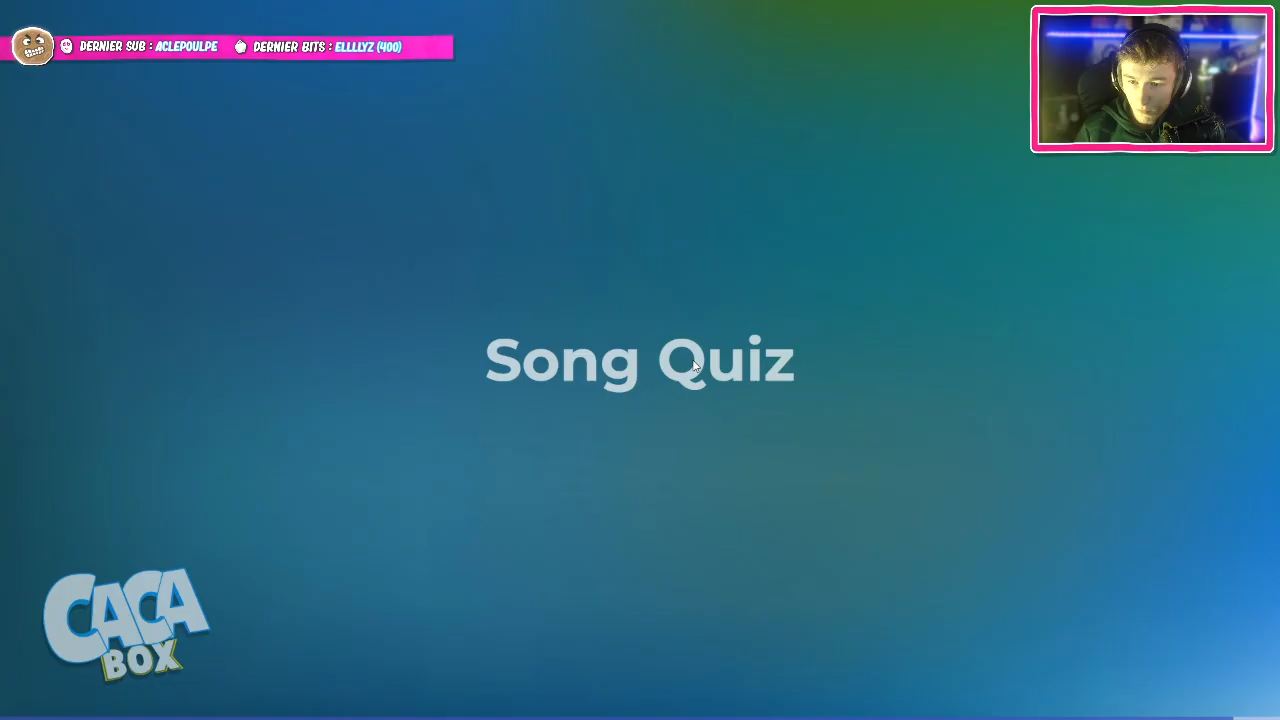 DERNIER SUB : ACLEPOULPE DERNIER BITS : ELLLLYZ (400)
Song Quiz
CACA
BOX